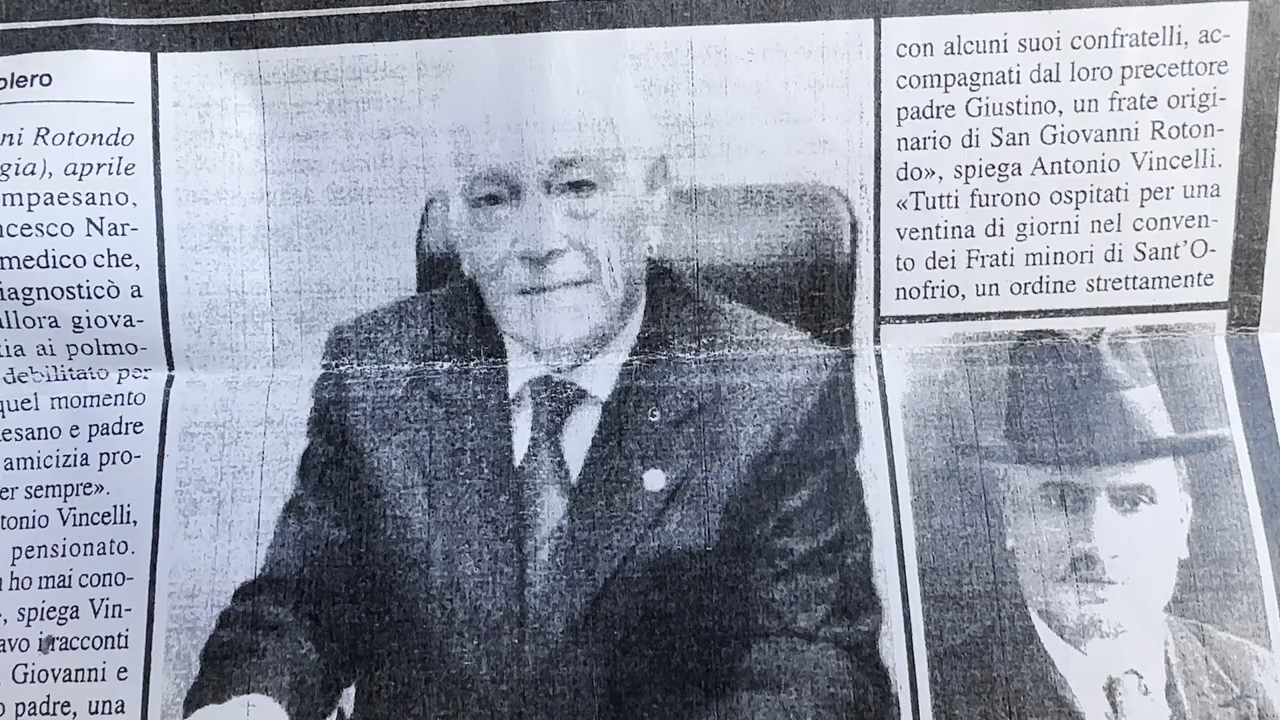 olero
ni Rotondo
gia), aprile
mpaesano,
ncesco Nar-
medico che,
iagnosticò a
allora giova-
tia ai polmo-
debilitato per
quel momento
esano e padre
amicizia pro-
er sempre».
tonio Vincelli,
pensionato.
ho mai cono-
, spiega Vin-
avo i racconti
Giovanni e
padre, una
con alcuni suoi confratelli, ac-
compagnati dal loro precettore
padre Giustino, un frate origi-
nario di San Giovanni Roton-
do», spiega Antonio Vincelli.
«Tutti furono ospitati per una
ventina di giorni nel conven-
to dei Frati minori di Sant'O-
nofrio, un ordine strettamente